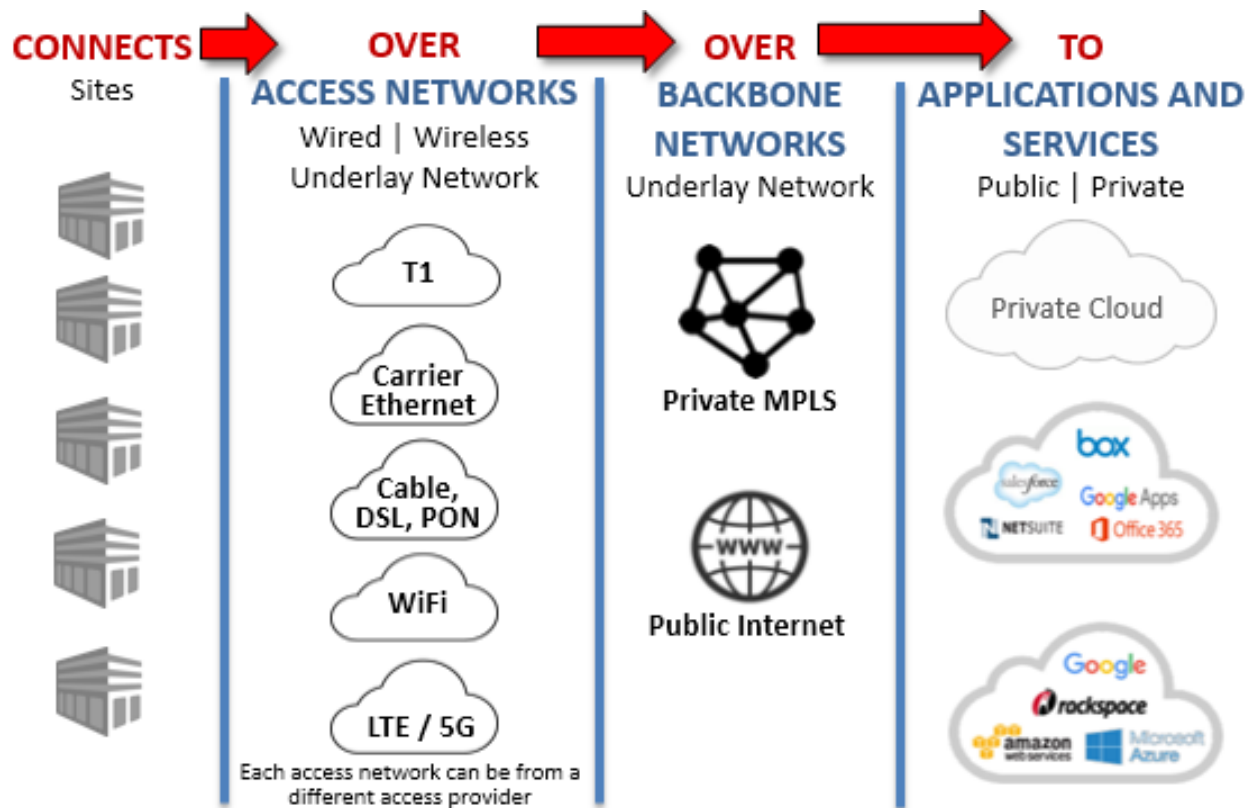 CONNECTS
Sites
OVER
ACCESS NETWORKS
Wired | Wireless
Underlay Network
T1
Carrier
Ethernet
Cable,
DSL, PON
WiFi
LTE / 5G
Each access network can be from a
different access provider
OVER
BACKBONE
NETWORKS
Underlay Network
Private MPLS
WWW
Public Internet
TO
APPLICATIONS AND
SERVICES
Public | Private
Private Cloud
box
salesforce
Google Apps
N NETSUITE
Office 365
Google
rackspace
amazon
webservices
Microsoft
Azure